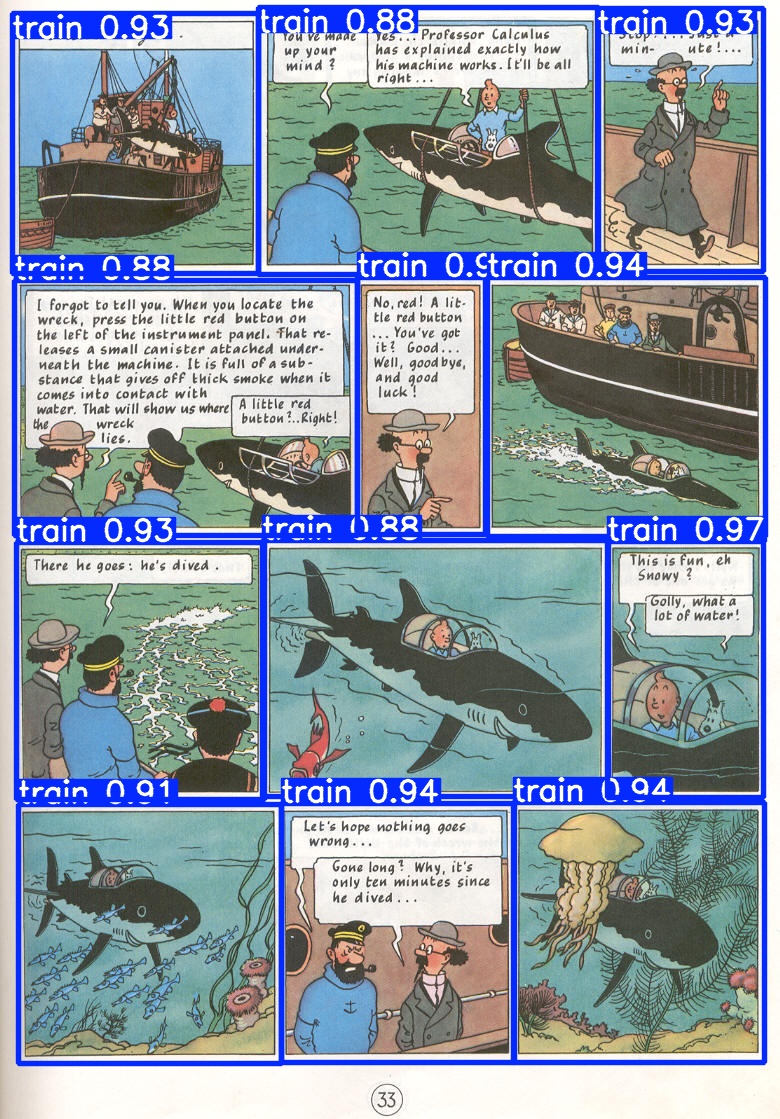 train 0.93
train 0.88
You've made
up your
mind?
Yes... Professor Calculus
has explained exactly how
his machine works. It'll be all
right...
train 0.93
min- ute!...
train 0.88
I forgot to tell you. When you locate the
wreck, press the little red button on
the left of the instrument panel. That re-
leases a small canister attached under-
neath the machine. It is full of a sub-
stance that gives off thick smoke when it
comes into contact with
water. That will show us where
the wreck
lies.
A little red
button?..Right!
train 0.9
No, red! A lit-
tle red button
... You've got
it? Good...
Well, goodbye,
and good
luck!
train 0.94
train 0.93
There he goes: he's dived.
train 0.88
train 0.97
This is fun, eh
Snowy?
Golly, what a
lot of water!
train 0.91
train 0.94
Let's hope nothing goes
wrong...
Gone long? Why, it's
only ten minutes since
he dived...
train 0.94
33